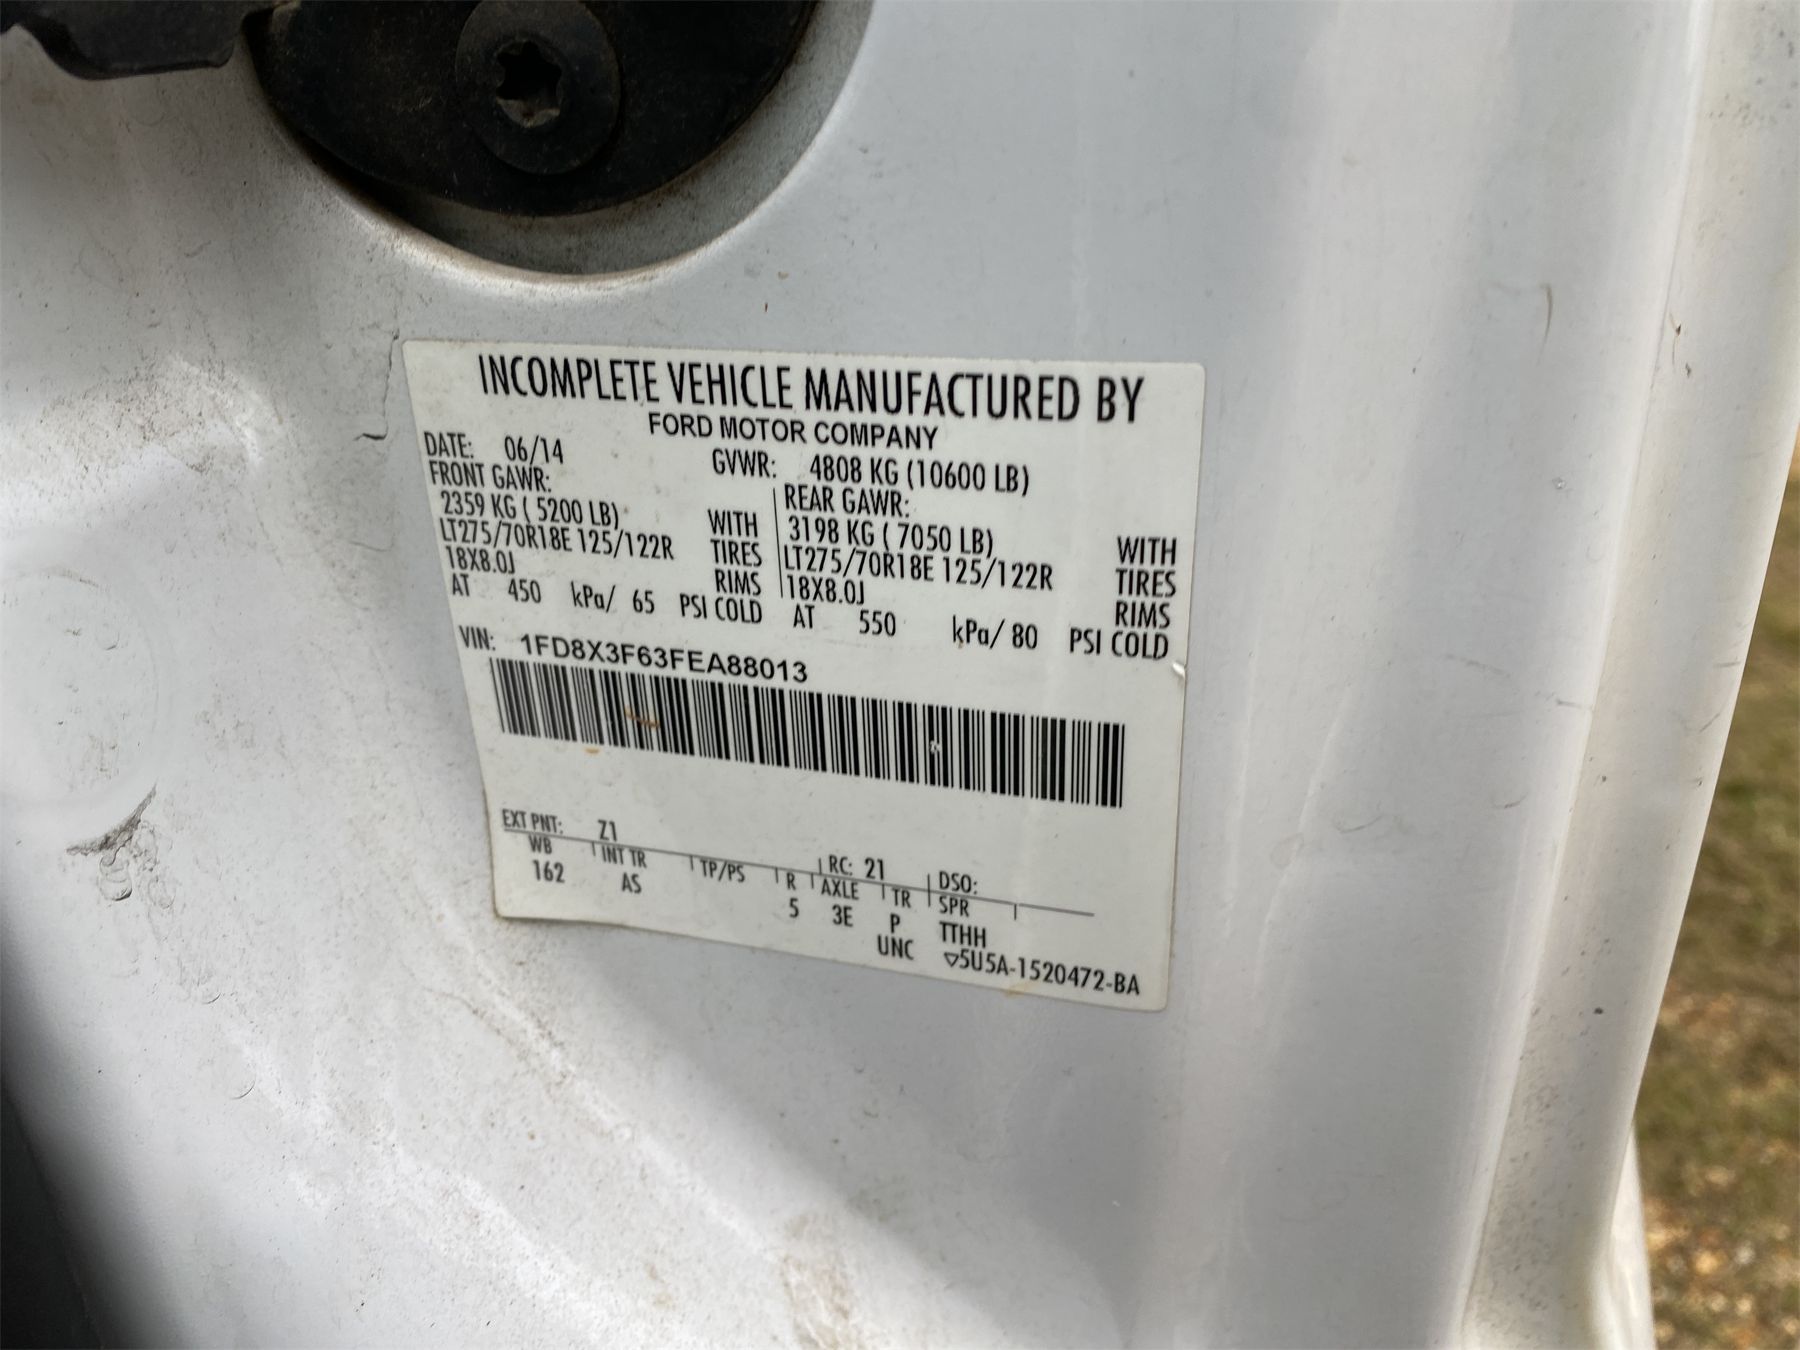 INCOMPLETE VEHICLE MANUFACTURED BY
FORD MOTOR COMPANY
DATE: 06/14 GVWR: 4808 KG (10600 LB)
FRONT GAWR: REAR GAWR:
2359 KG ( 5200 LB) WITH 3198 KG ( 7050 LB) WITH
LT275/70R18E 125/122R TIRES LT275/70R18E 125/122R TIRES
18X8.0J RIMS 18X8.0J RIMS
AT 450 kPa/ 65 PSI COLD AT 550 kPa/ 80 PSI COLD
VIN: 1FD8X3F63FEA88013
EXT PNT: Z1 RC: 21 DSO:
WB INT TR TP/PS R AXLE TR SPR
162 AS 5 3E P TTHH
UNC ▽5U5A-1520472-BA